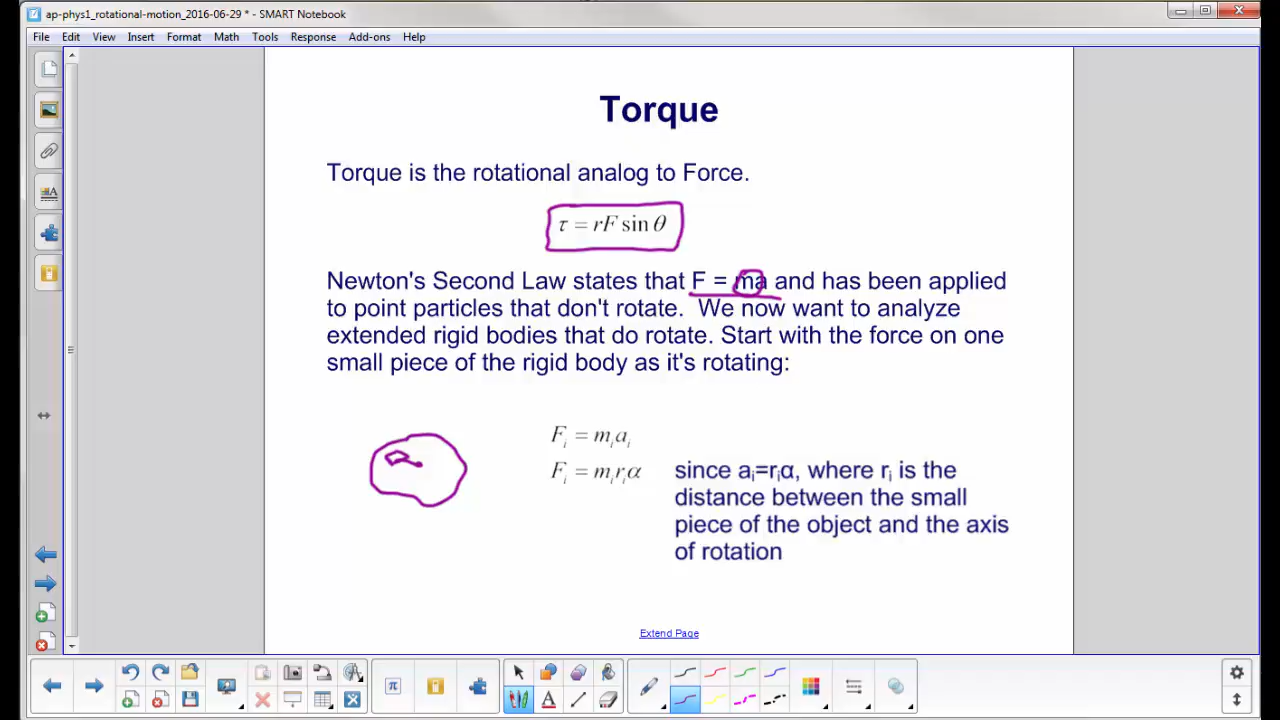 ap-phys1_rotational-motion_2016-06-29 * - SMART Notebook
File Edit View Insert Format Math Tools Response Add-ons Help
Torque
Torque is the rotational analog to Force.
τ = rF sin θ
Newton's Second Law states that F = ma and has been applied
to point particles that don't rotate. We now want to analyze
extended rigid bodies that do rotate. Start with the force on one
small piece of the rigid body as it's rotating:
Fᵢ = mᵢaᵢ
Fᵢ = mᵢrᵢα
since aᵢ=rᵢα, where rᵢ is the
distance between the small
piece of the object and the axis
of rotation
Extend Page